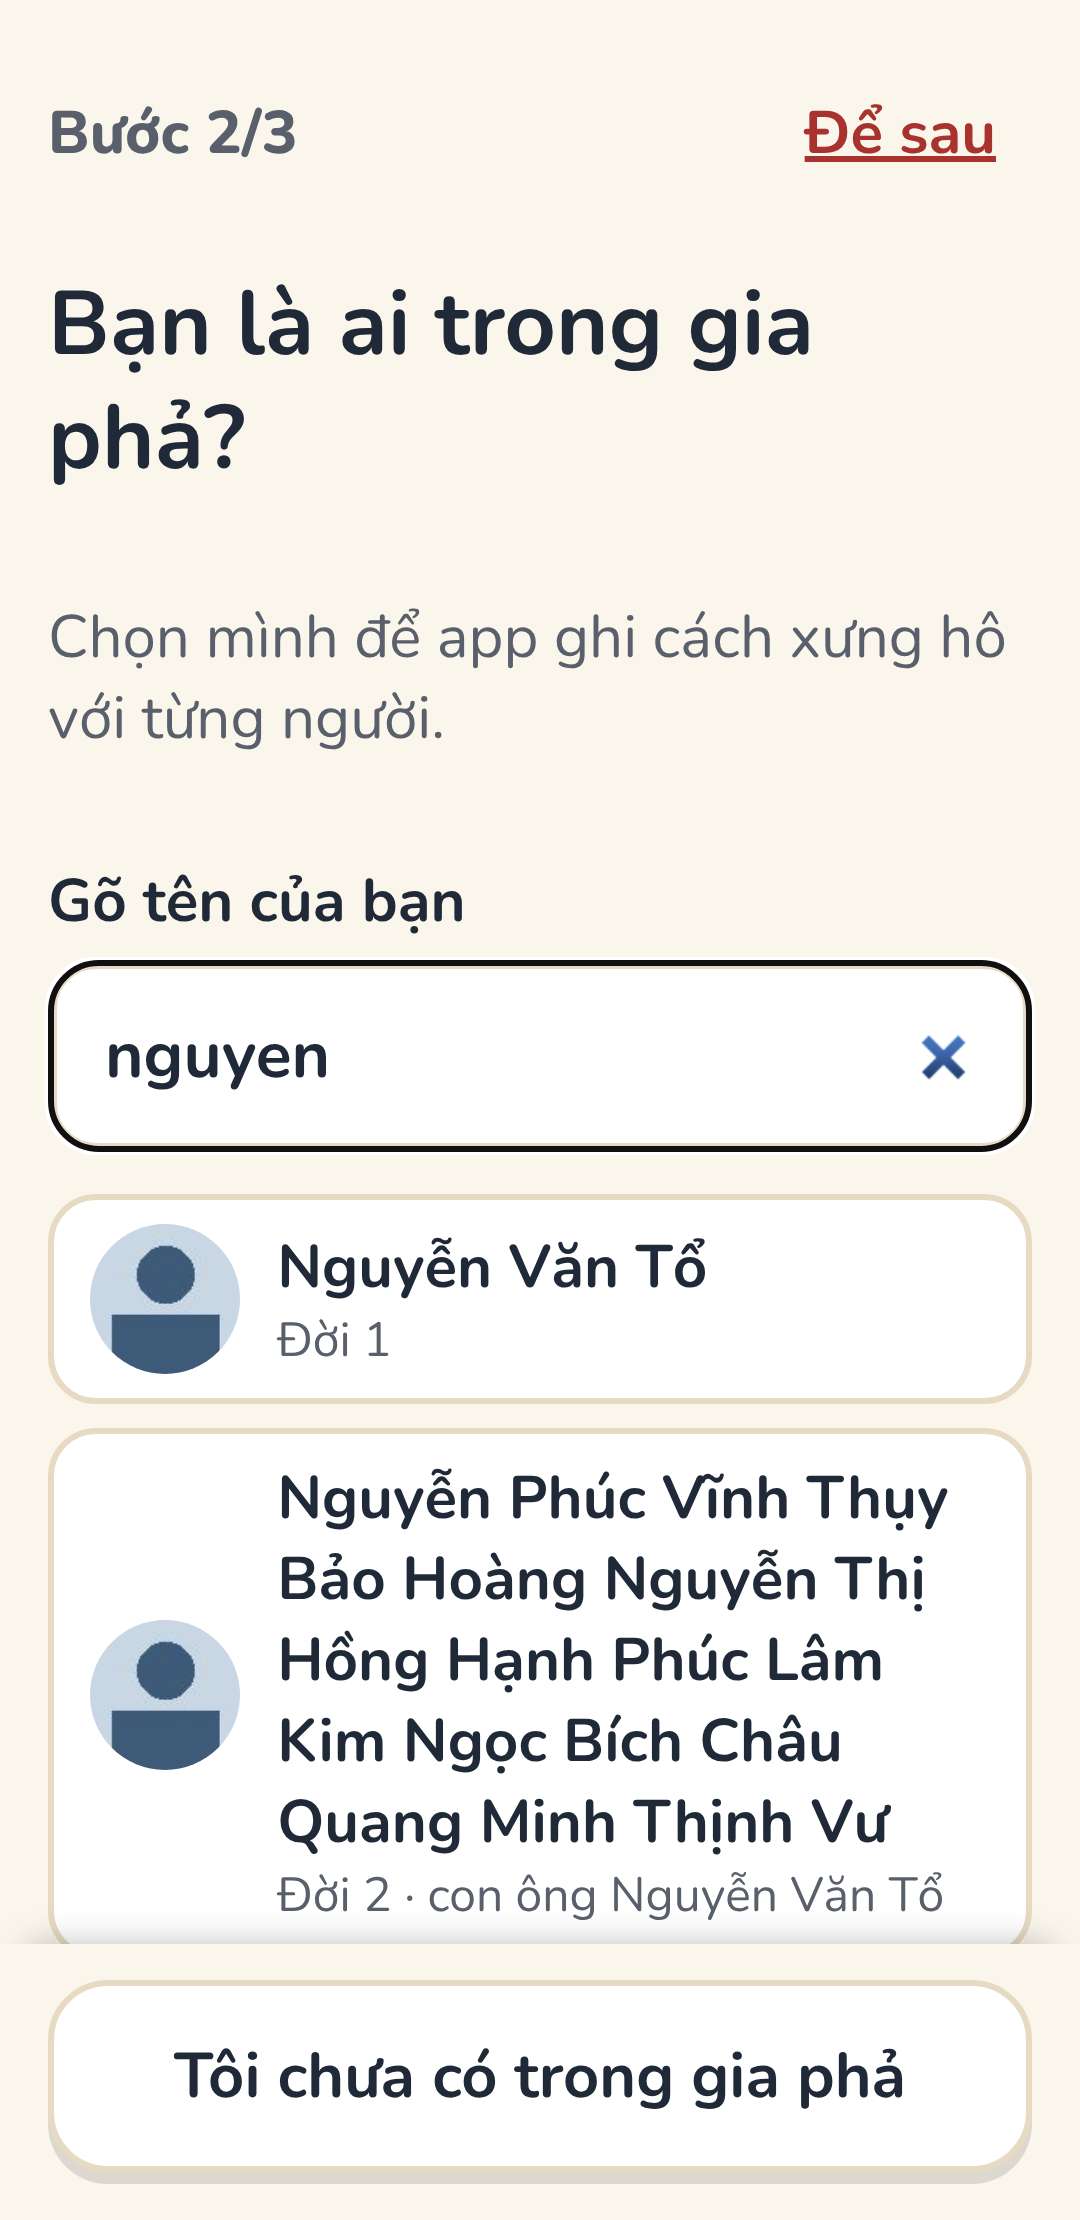 Bước 2/3
Để sau
Bạn là ai trong gia
phả?
Chọn mình để app ghi cách xưng hô
với từng người.
Gõ tên của bạn
nguyen
Nguyễn Văn Tổ
Đời 1
Nguyễn Phúc Vĩnh Thụy
Bảo Hoàng Nguyễn Thị
Hồng Hạnh Phúc Lâm
Kim Ngọc Bích Châu
Quang Minh Thịnh Vư
Đời 2 · con ông Nguyễn Văn Tổ
Tôi chưa có trong gia phả